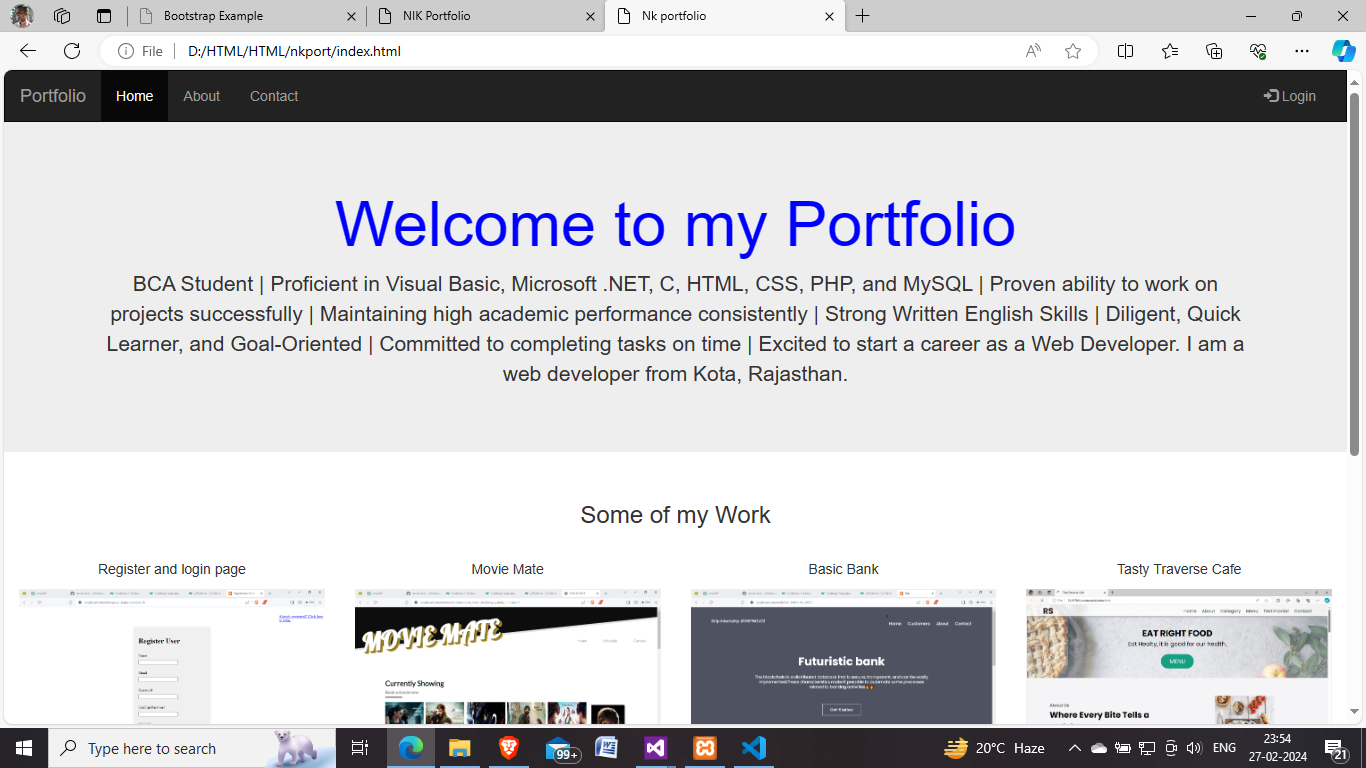 Bootstrap Example
NIK Portfolio
Nk portfolio
File
D:/HTML/HTML/nkport/index.html
Portfolio
Home
About
Contact
Login
Welcome to my Portfolio
BCA Student | Proficient in Visual Basic, Microsoft .NET, C, HTML, CSS, PHP, and MySQL | Proven ability to work on
projects successfully | Maintaining high academic performance consistently | Strong Written English Skills | Diligent, Quick
Learner, and Goal-Oriented | Committed to completing tasks on time | Excited to start a career as a Web Developer. I am a
web developer from Kota, Rajasthan.
Some of my Work
Register and login page
Movie Mate
Basic Bank
Tasty Traverse Cafe
Register User
Name
Email
MOVIE MATE
Home
Contact
Currently Showing
Book a movie now
Home Customers About Contact
Futuristic bank
Get Started
RS
Home About Category Menu Testimonial Contact
EAT RIGHT FOOD
Eat Healty, it is good for our health.
MENU
About Us
Where Every Bite Tells a
Type here to search
99+
20°C Haze
ENG
23:54
27-02-2024
21